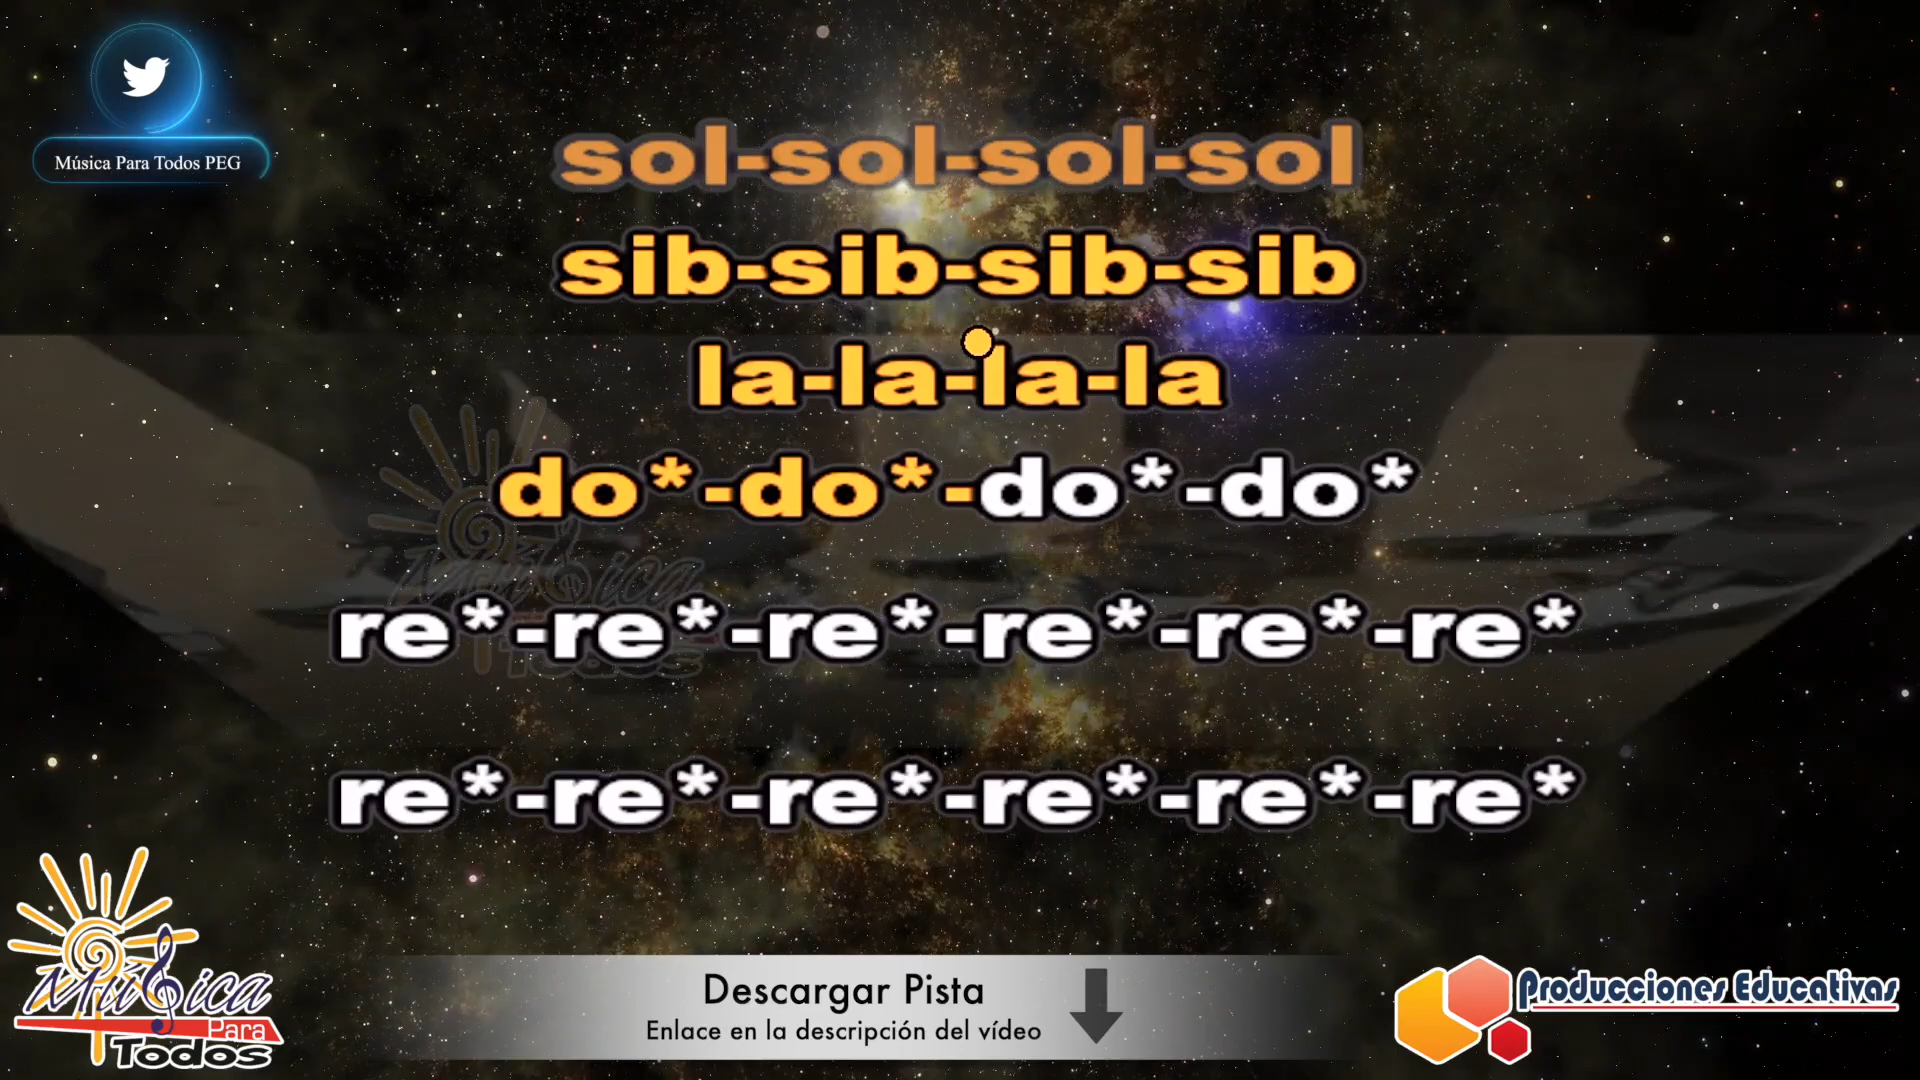 Música Para Todos PEG
sol-sol-sol-sol
sib-sib-sib-sib
la-la-la-la
do*-do*-do*-do*
Música
Todos
re*-re*-re*-re*-re*-re*
re*-re*-re*-re*-re*-re*
Música
Para
Todos
Descargar Pista
Enlace en la descripción del vídeo
Producciones Educativas